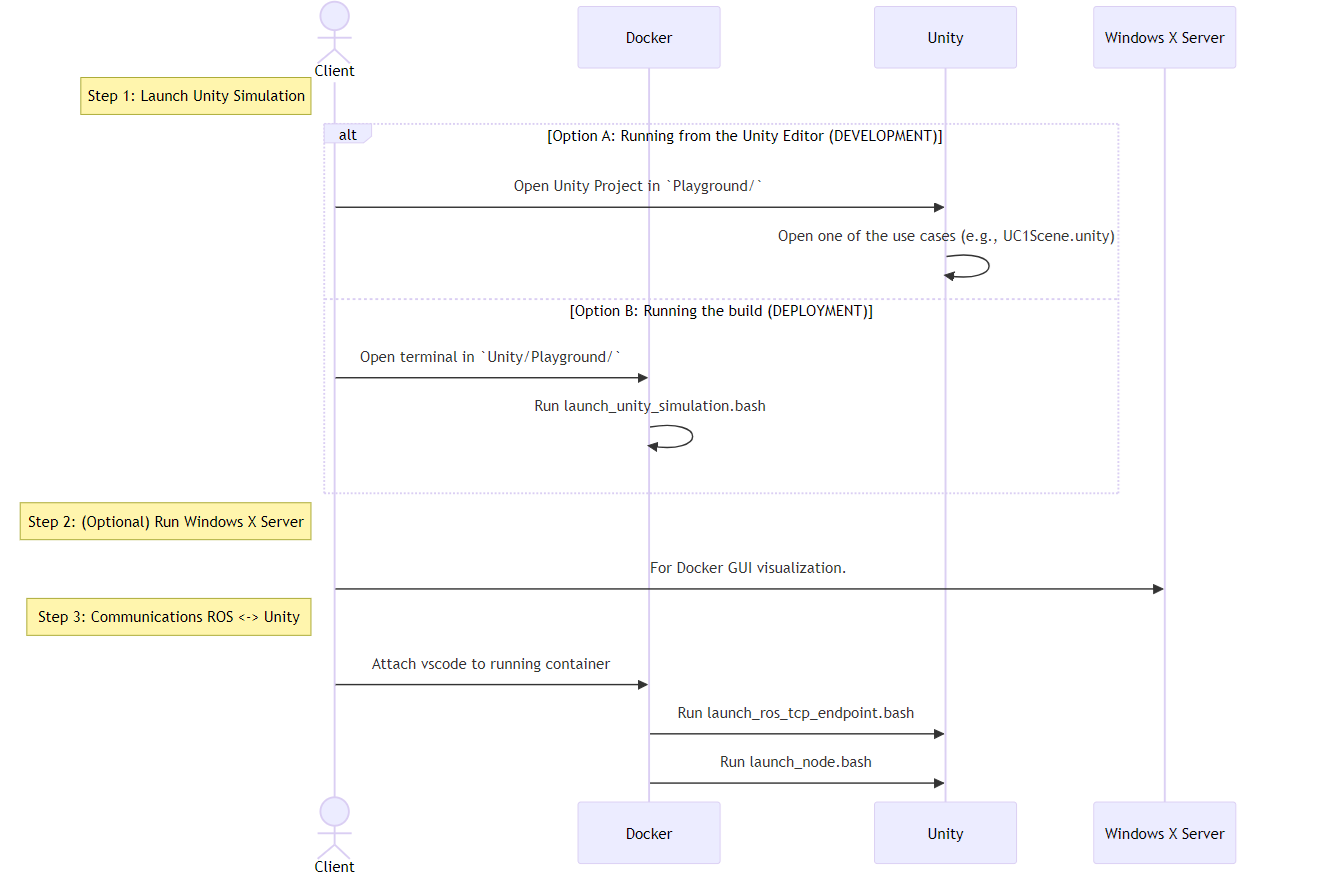 Docker
Unity
Windows X Server
Client
Step 1: Launch Unity Simulation
alt
[Option A: Running from the Unity Editor (DEVELOPMENT)]
Open Unity Project in `Playground/`
Open one of the use cases (e.g., UC1Scene.unity)
[Option B: Running the build (DEPLOYMENT)]
Open terminal in `Unity/Playground/`
Run launch_unity_simulation.bash
Step 2: (Optional) Run Windows X Server
For Docker GUI visualization.
Step 3: Communications ROS <-> Unity
Attach vscode to running container
Run launch_ros_tcp_endpoint.bash
Run launch_node.bash
Docker
Unity
Windows X Server
Client